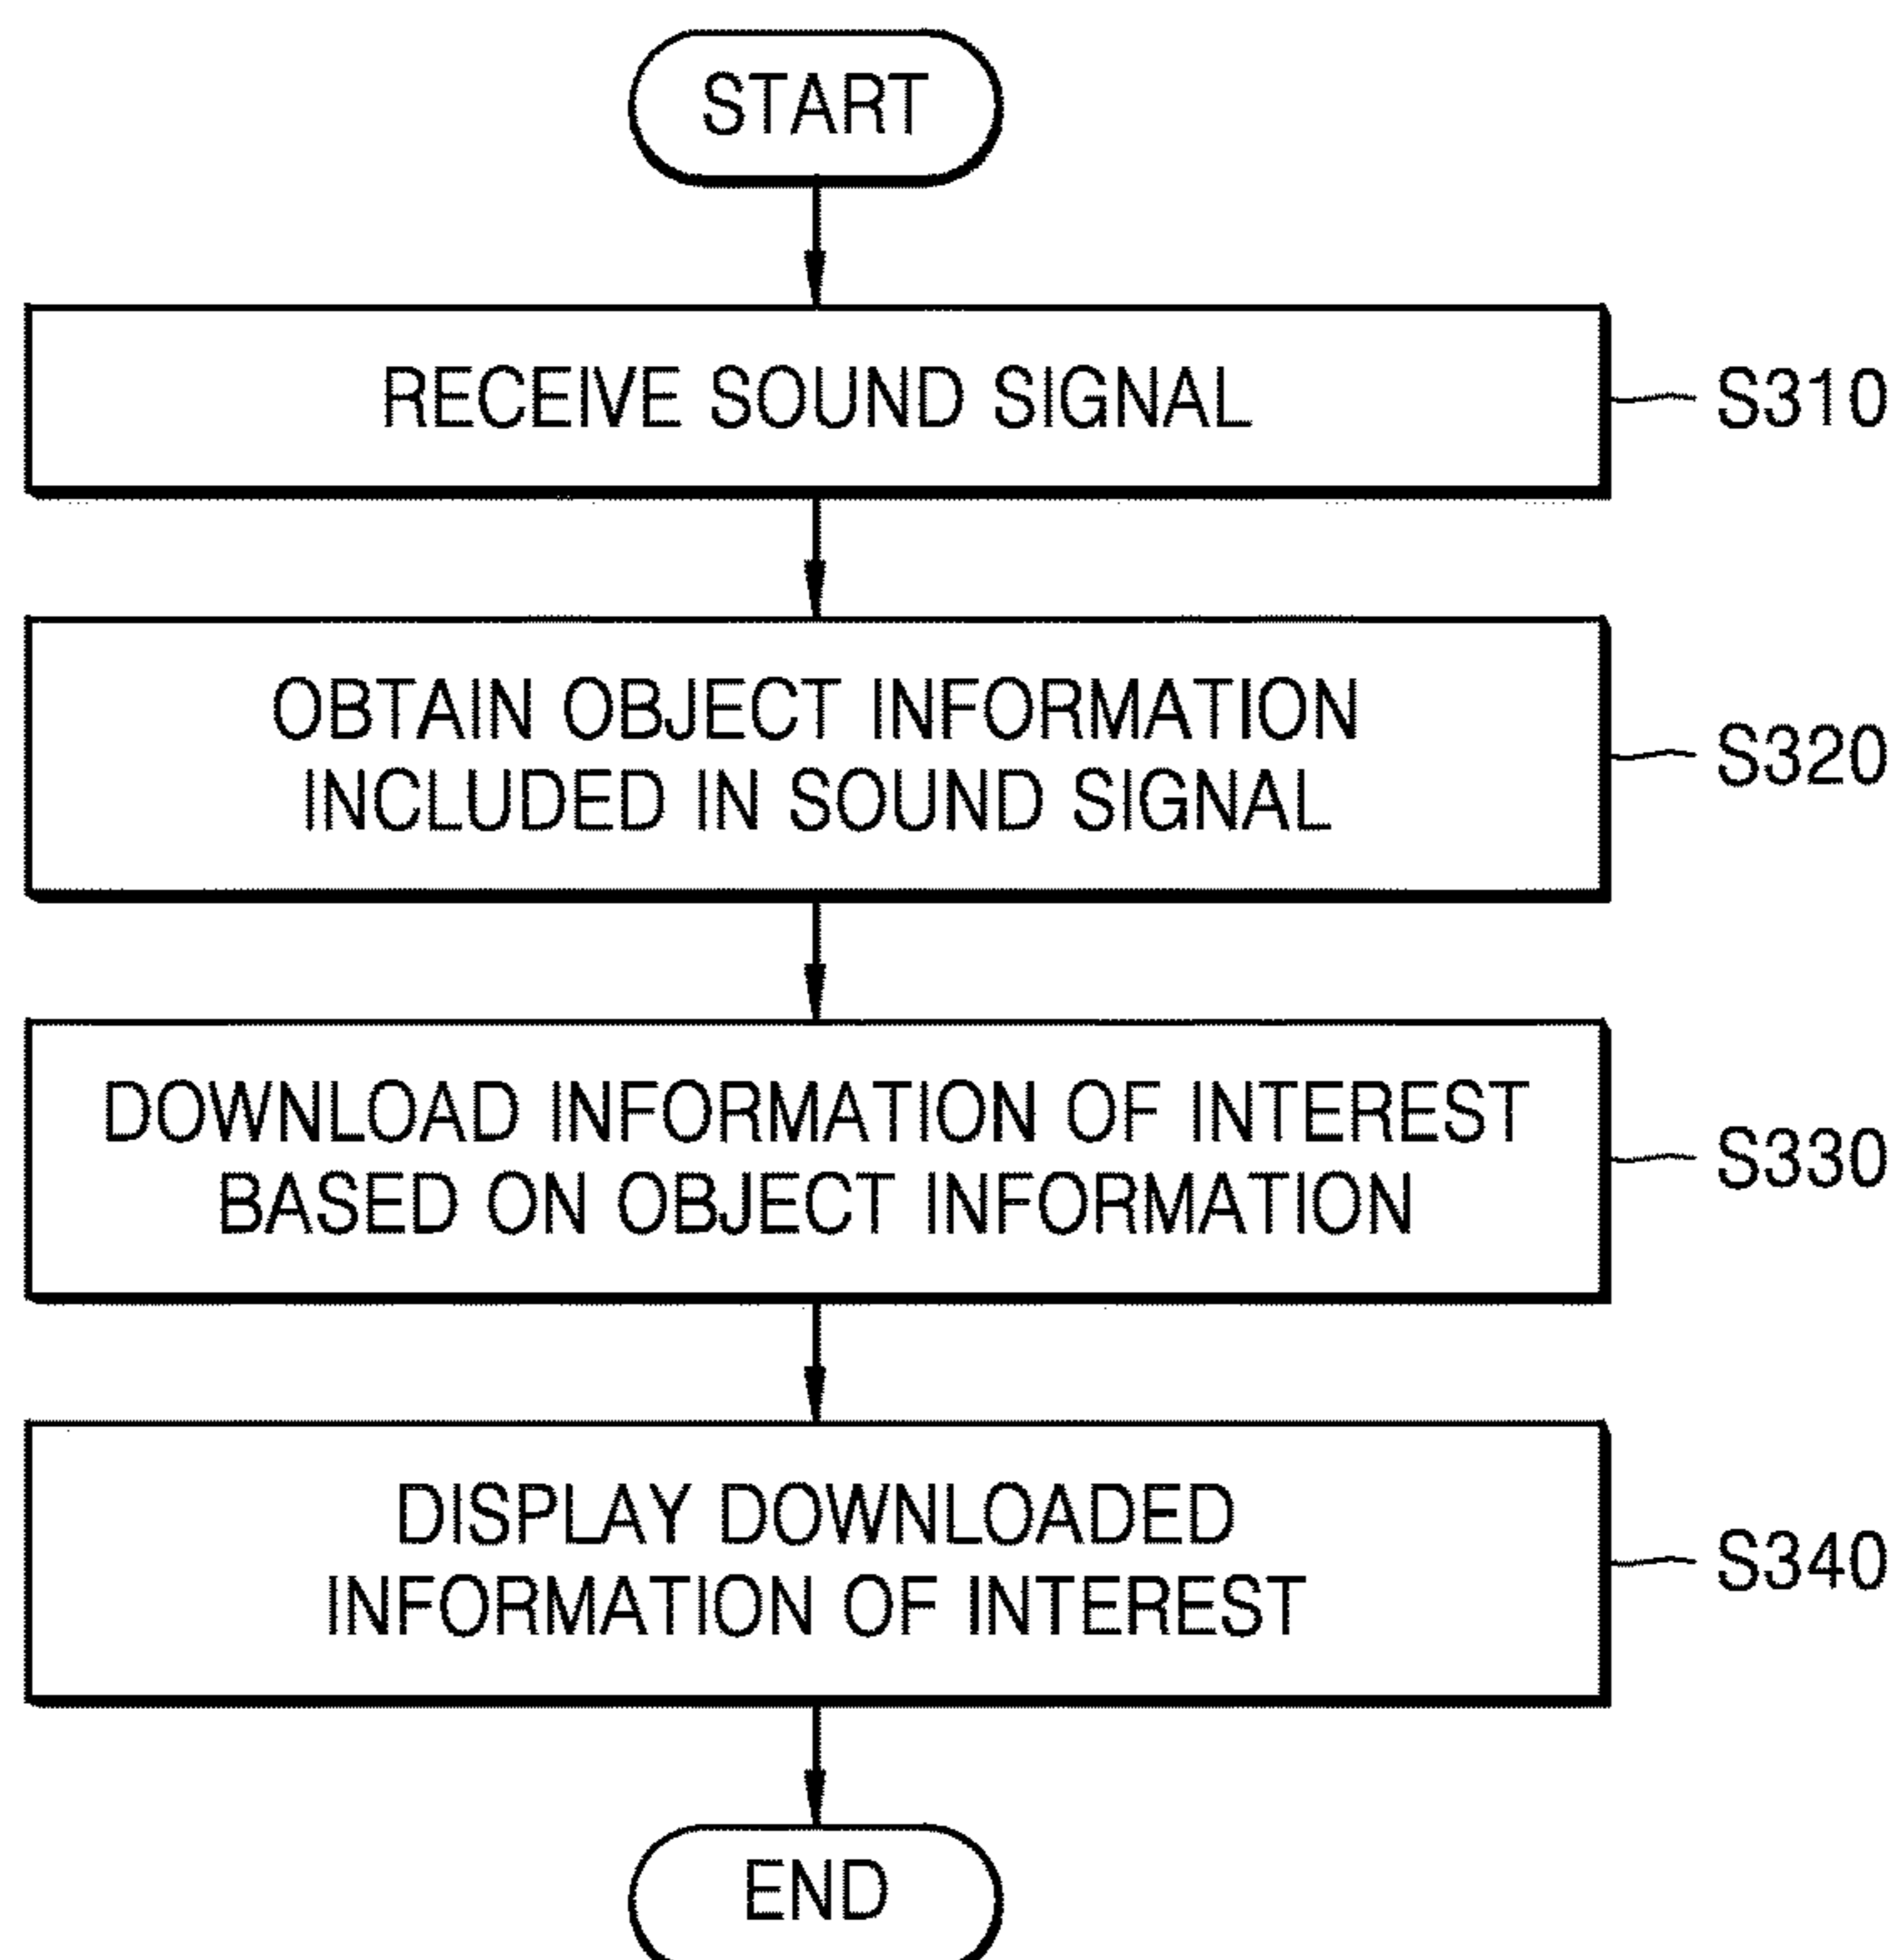 START
RECEIVE SOUND SIGNAL
S310
OBTAIN OBJECT INFORMATION
INCLUDED IN SOUND SIGNAL
S320
DOWNLOAD INFORMATION OF INTEREST
BASED ON OBJECT INFORMATION
S330
DISPLAY DOWNLOADED
INFORMATION OF INTEREST
S340
END